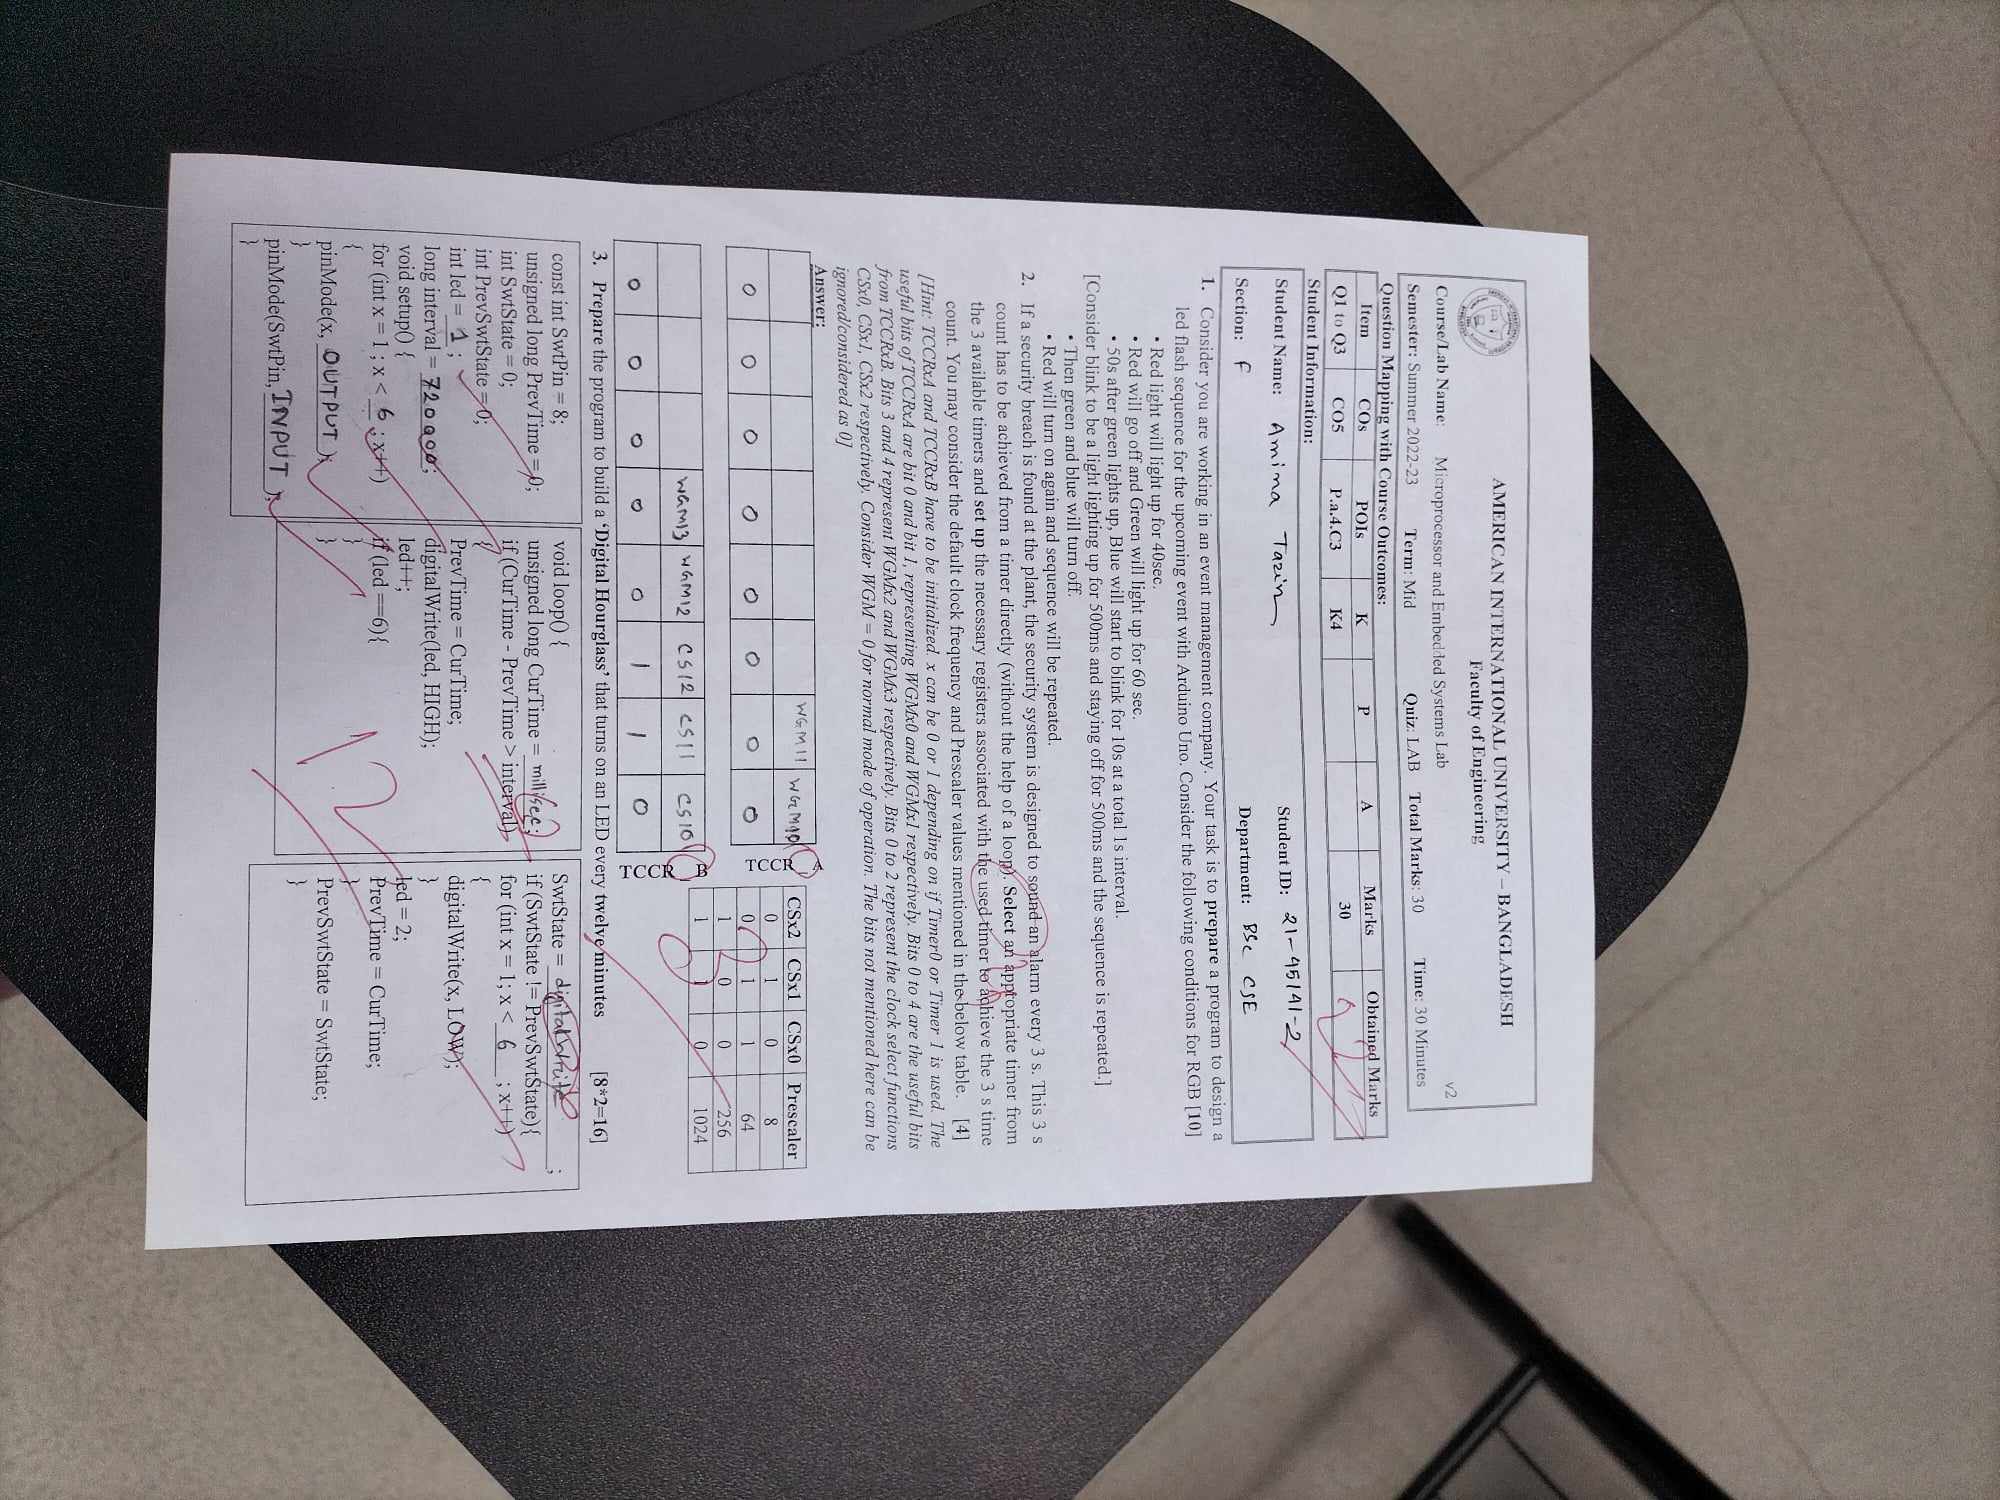 AMERICAN INTERNATIONAL UNIVERSITY – BANGLADESH
Faculty of Engineering
v2
Course/Lab Name: Microprocessor and Embedded Systems Lab
Semester: Summer 2022-23 Term: Mid Quiz: LAB Total Marks: 30 Time: 30 Minutes
Question Mapping with Course Outcomes:
Item COs POIs K P A Marks Obtained Marks
Q1 to Q3 CO5 P.a.4.C3 K4 30
Student Information:
Student Name: Amina Tazin Student ID: 21-45141-2
Section: F Department: BSc CSE
1. Consider you are working in an event management company. Your task is to prepare a program to design a
led flash sequence for the upcoming event with Arduino Uno. Consider the following conditions for RGB [10]
• Red light will light up for 40sec.
• Red will go off and Green will light up for 60 sec.
• 50s after green lights up, Blue will start to blink for 10s at a total 1s interval.
[Consider blink to be a light lighting up for 500ms and staying off for 500ms and the sequence is repeated.]
• Then green and blue will turn off.
• Red will turn on again and sequence will be repeated.
2. If a security breach is found at the plant, the security system is designed to sound an alarm every 3 s. This 3 s
count has to be achieved from a timer directly (without the help of a loop). Select an appropriate timer from
the 3 available timers and set up the necessary registers associated with the used timer to achieve the 3 s time
count. You may consider the default clock frequency and Prescaler values mentioned in the below table. [4]
[Hint: TCCRxA and TCCRxB have to be initialized. x can be 0 or 1 depending on if Timer0 or Timer 1 is used. The
useful bits of TCCRxA are bit 0 and bit 1, representing WGMx0 and WGMx1 respectively. Bits 0 to 4 are the useful bits
from TCCRxB. Bits 3 and 4 represent WGMx2 and WGMx3 respectively. Bits 0 to 2 represent the clock select functions
CSx0, CSx1, CSx2 respectively. Consider WGM = 0 for normal mode of operation. The bits not mentioned here can be
ignored/considered as 0]
Answer:
WGM11 WGM10
0 0 0 0 0 0 0 0
TCCR_A
WGM13 WGM12 CS12 CS11 CS10
0 0 0 0 0 1 1 0
TCCR_B
CSx2 CSx1 CSx0 Prescaler
0 1 0 8
0 1 1 64
1 0 0 256
1 1 0 1024
3. Prepare the program to build a ‘Digital Hourglass’ that turns on an LED every twelve minutes [8*2=16]
const int SwtPin = 8;
unsigned long PrevTime = 0;
int SwtState = 0;
int PrevSwtState = 0;
int led = 1 ;
long interval = 720000;
void setup() {
for (int x = 1 ; x < 6 ; x++)
{
pinMode(x, OUTPUT );
}
pinMode(SwtPin, INPUT );
}
void loop() {
unsigned long CurTime = millisec;
if (CurTime - PrevTime > interval)
{
PrevTime = CurTime;
digitalWrite(led, HIGH);
led++;
if (led ==6){
}
}
SwtState = digitalWrite ;
if (SwtState != PrevSwtState){
for (int x = 1; x < 6 ; x++)
{
digitalWrite(x, LOW);
}
led = 2;
PrevTime = CurTime;
}
PrevSwtState = SwtState;
}
12